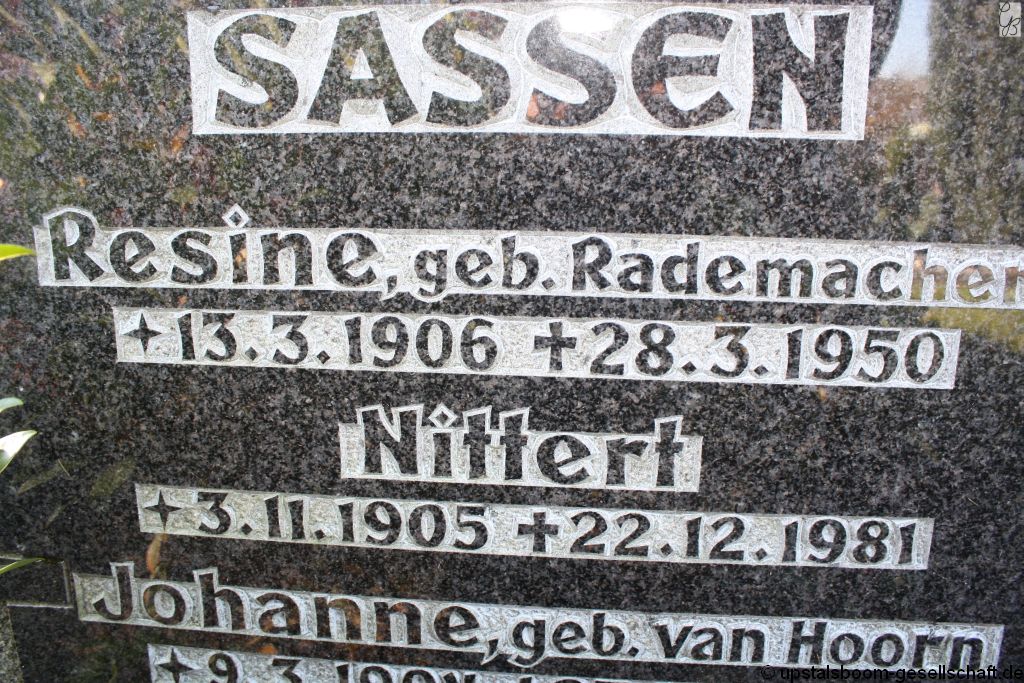 SASSEN
Resine, geb. Rademacher
✦ 13.3.1906 ✝ 28.3.1950
Nittert
✦ 3.11.1905 ✝ 22.12.1981
Johanne, geb. van Hoorn
© upstalsboom-gesellschaft.de